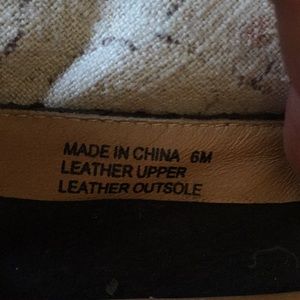 MADE IN CHINA 6M
LEATHER UPPER
LEATHER OUTSOLE